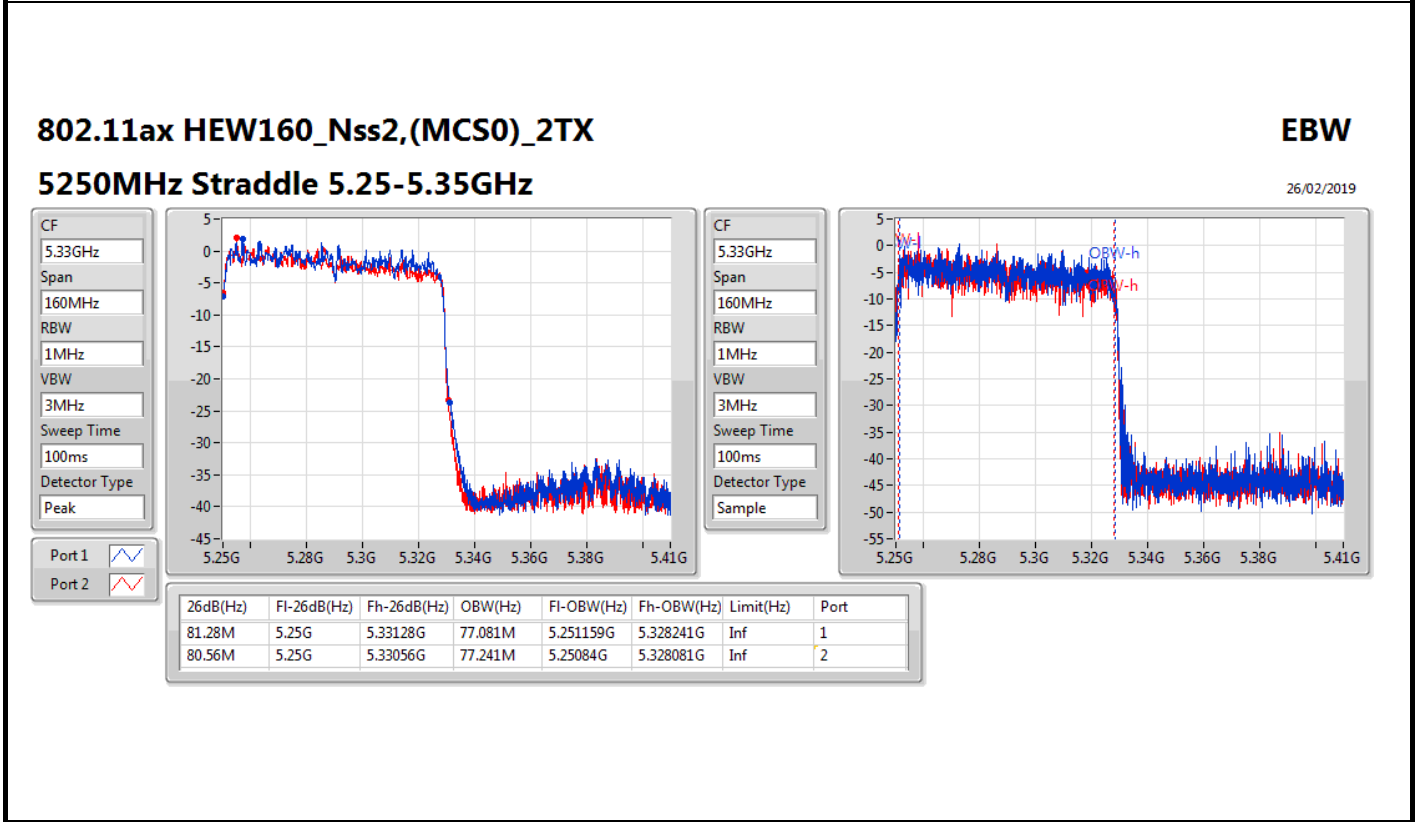 802.11ax HEW160_Nss2,(MCS0)_2TX
EBW
5250MHz Straddle 5.25-5.35GHz
26/02/2019
CF
5.33GHz
Span
160MHz
RBW
1MHz
VBW
3MHz
Sweep Time
100ms
Detector Type
Peak
Port 1
Port 2
5
0
-5
-10
-15
-20
-25
-30
-35
-40
-45
5.25G 5.28G 5.3G 5.32G 5.34G 5.36G 5.38G 5.41G
CF
5.33GHz
Span
160MHz
RBW
1MHz
VBW
3MHz
Sweep Time
100ms
Detector Type
Sample
5
0
-5
-10
-15
-20
-25
-30
-35
-40
-45
-50
-55
OBW-h
5.25G 5.28G 5.3G 5.32G 5.34G 5.36G 5.38G 5.41G
26dB(Hz) Fl-26dB(Hz) Fh-26dB(Hz) OBW(Hz) Fl-OBW(Hz) Fh-OBW(Hz) Limit(Hz) Port
81.28M 5.25G 5.33128G 77.081M 5.251159G 5.328241G Inf 1
80.56M 5.25G 5.33056G 77.241M 5.25084G 5.328081G Inf 2